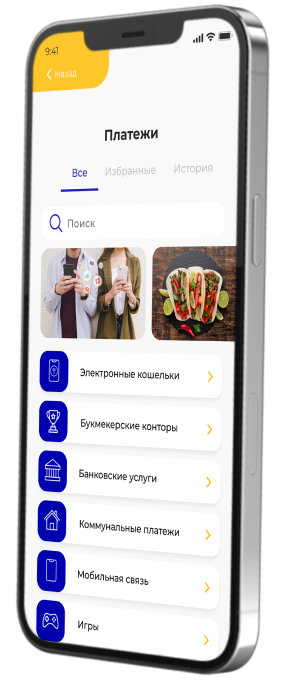 9:41
Назад
Платежи
Все Избранные История
Поиск
Электронные кошельки
Букмекерские конторы
Банковские услуги
Коммунальные платежи
Мобильная связь
Игры